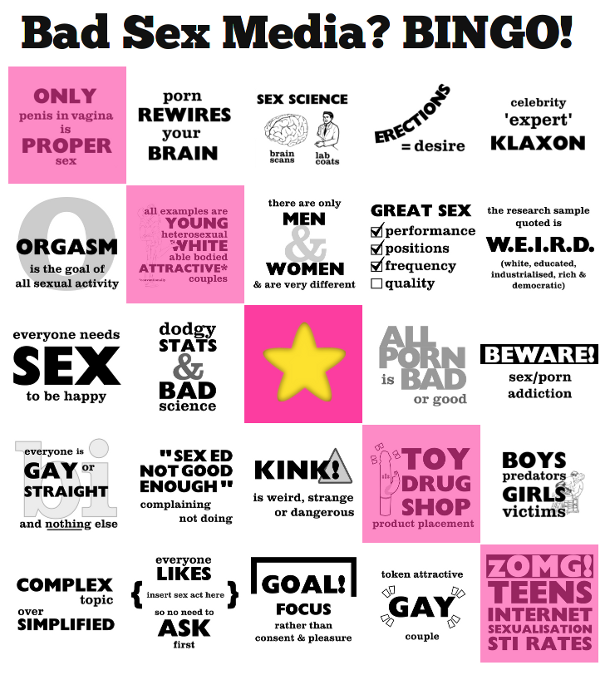 Bad Sex Media? BINGO!
ONLY
penis in vagina
is
PROPER
sex
porn
REWIRES
your
BRAIN
SEX SCIENCE
brain
scans
lab
coats
ERECTIONS
= desire
celebrity
'expert'
KLAXON
O
ORGASM
is the goal of
all sexual activity
all examples are
YOUNG
heterosexual
WHITE
able bodied
ATTRACTIVE*
couples
there are only
MEN
&
WOMEN
& are very different
GREAT SEX
performance
positions
frequency
quality
the research sample
quoted is
W.E.I.R.D.
(white, educated,
industrialised, rich &
democratic)
everyone needs
SEX
to be happy
dodgy
STATS
&
BAD
science
ALL
PORN
is BAD
or good
BEWARE!
sex/porn
addiction
bi
everyone is
GAY or
STRAIGHT
and nothing else
"SEX ED
NOT GOOD
ENOUGH"
complaining
not doing
KINK!
is weird, strange
or dangerous
TOY
DRUG
SHOP
product placement
BOYS
predators
GIRLS
victims
COMPLEX
topic
over
SIMPLIFIED
everyone
LIKES
{ insert sex act here }
so no need to
ASK
first
GOAL!
FOCUS
rather than
consent & pleasure
token attractive
GAY
couple
ZOMG!
TEENS
INTERNET
SEXUALISATION
STI RATES